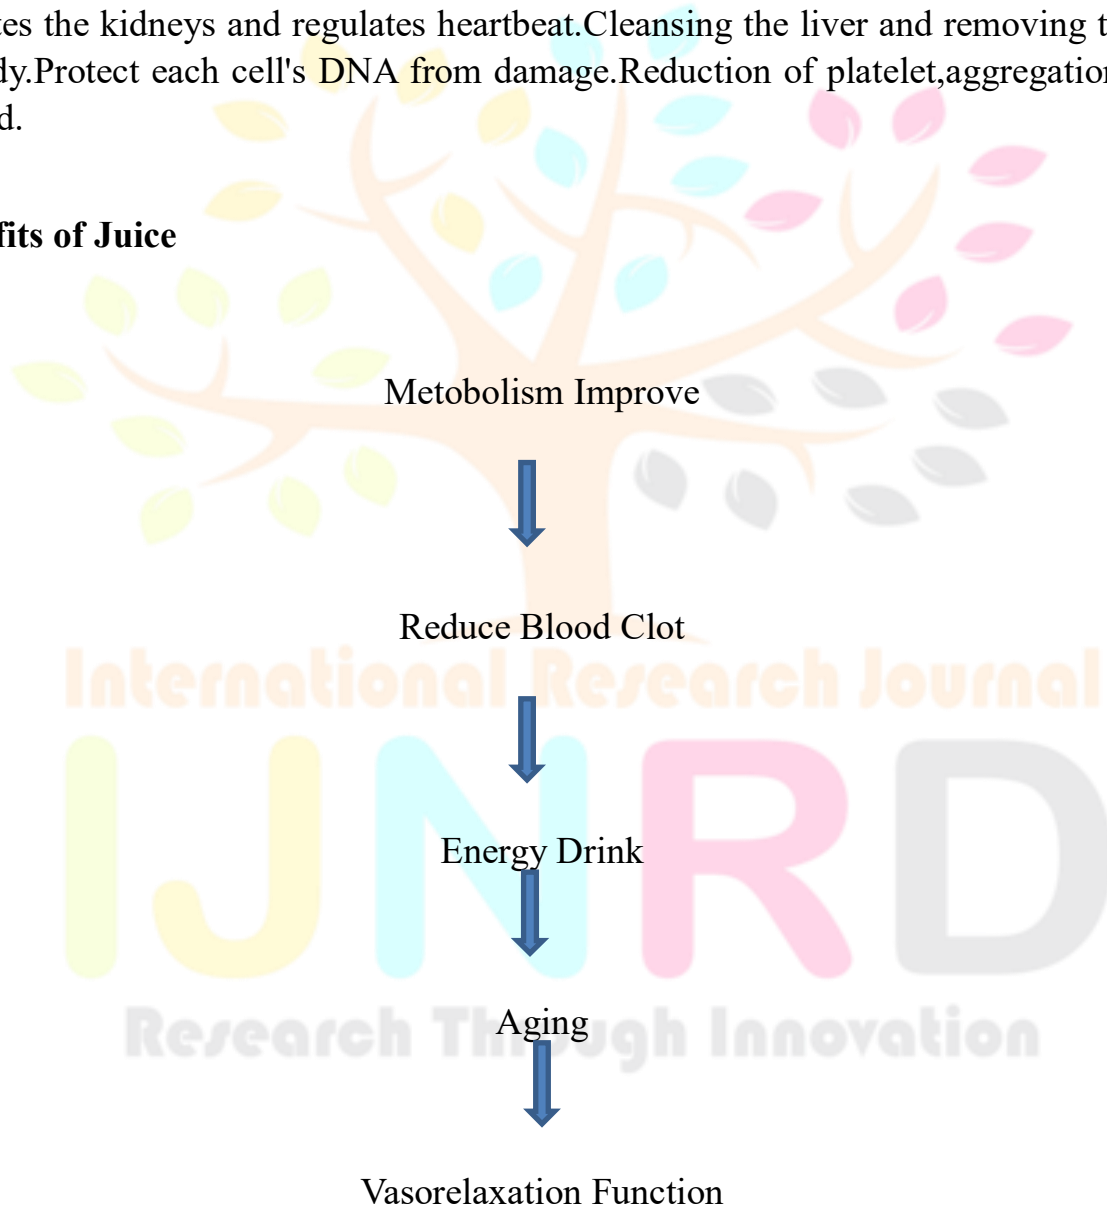 tes the kidneys and regulates heartbeat.Cleansing the liver and removing t
dy.Protect each cell's DNA from damage.Reduction of platelet,aggregation
d.
fits of Juice
Metobolism Improve
Reduce Blood Clot
International Research Journal
IJNRD
Energy Drink
Aging
Research Through Innovation
Vasorelaxation Function